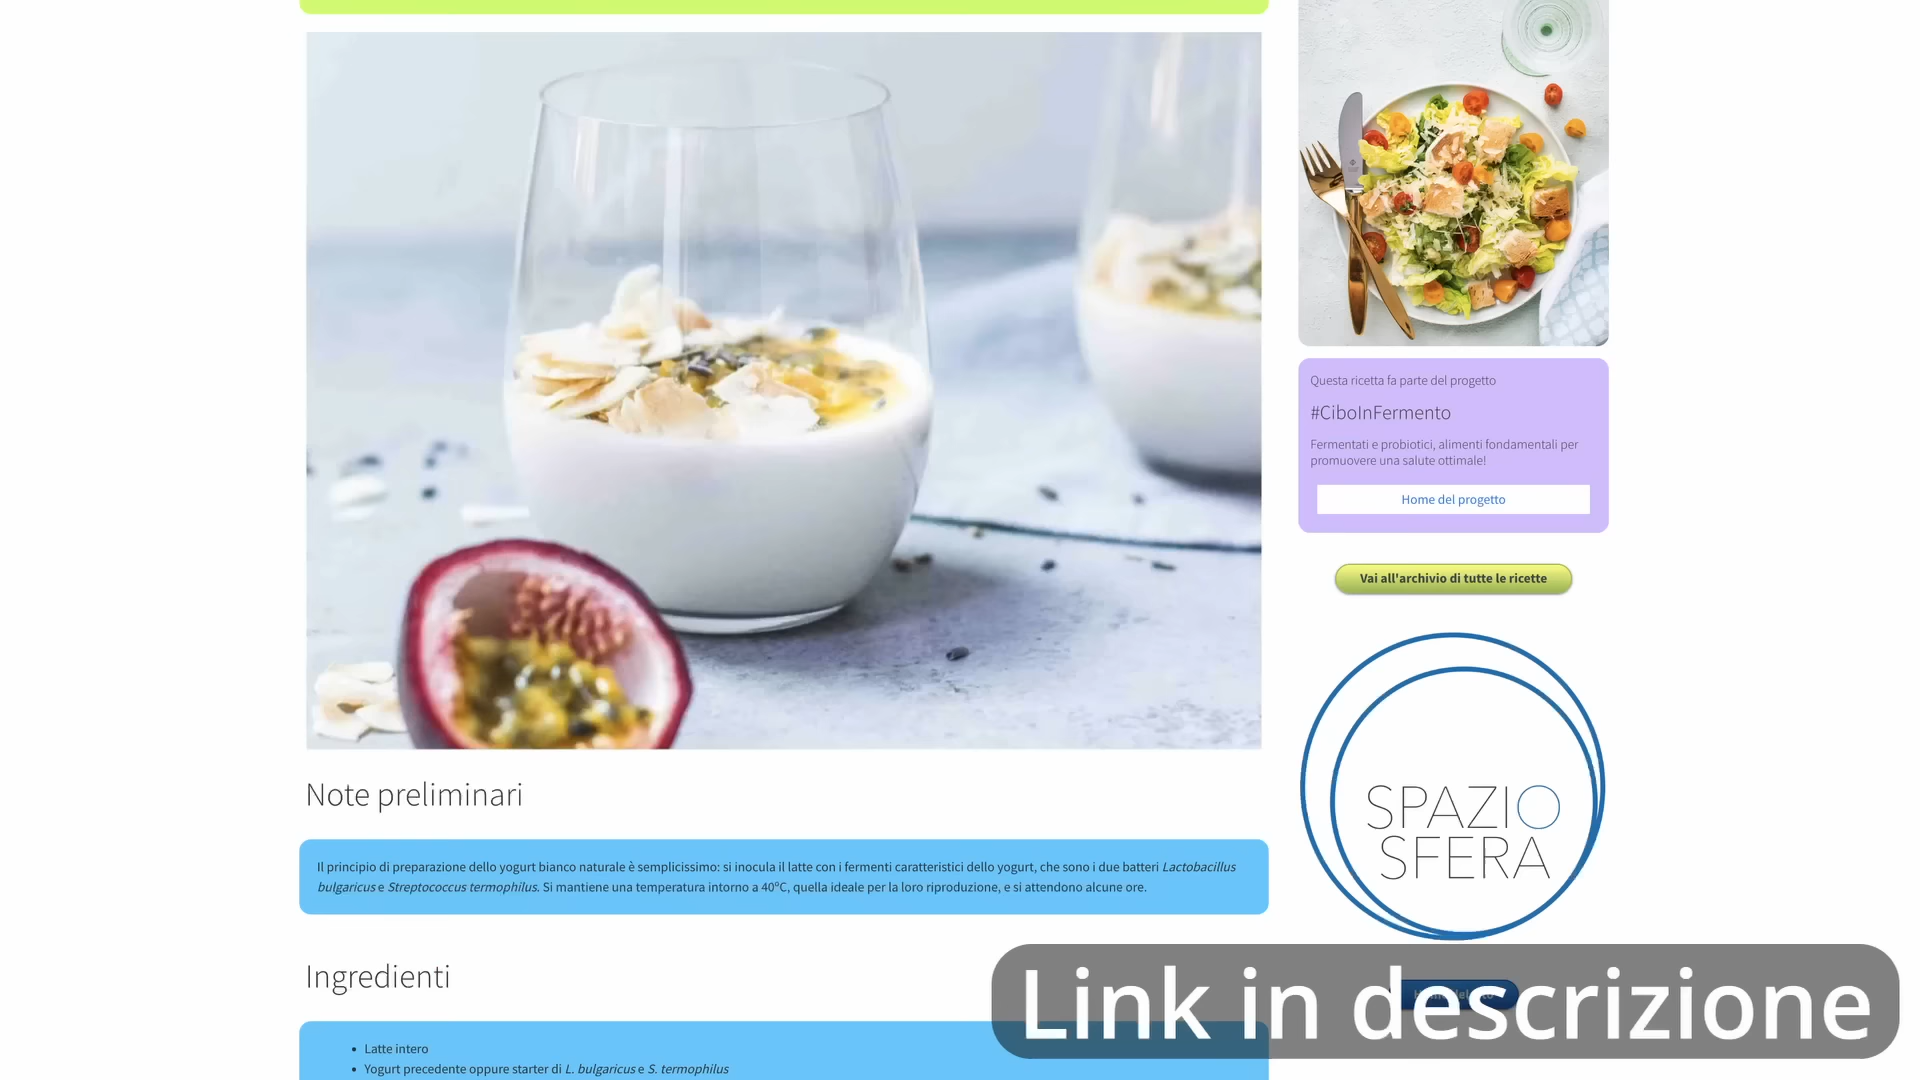 Note preliminari
Il principio di preparazione dello yogurt bianco naturale è semplicissimo: si inocula il latte con i fermenti caratteristici dello yogurt, che sono i due batteri Lactobacillus
bulgaricus e Streptococcus termophilus. Si mantiene una temperatura intorno a 40°C, quella ideale per la loro riproduzione, e si attendono alcune ore.
Ingredienti
• Latte intero
• Yogurt precedente oppure starter di L. bulgaricus e S. termophilus
Questa ricetta fa parte del progetto
#CiboInFermento
Fermentati e probiotici, alimenti fondamentali per
promuovere una salute ottimale!
Home del progetto
Vai all'archivio di tutte le ricette
SPAZIO
SFERA
Link in descrizione